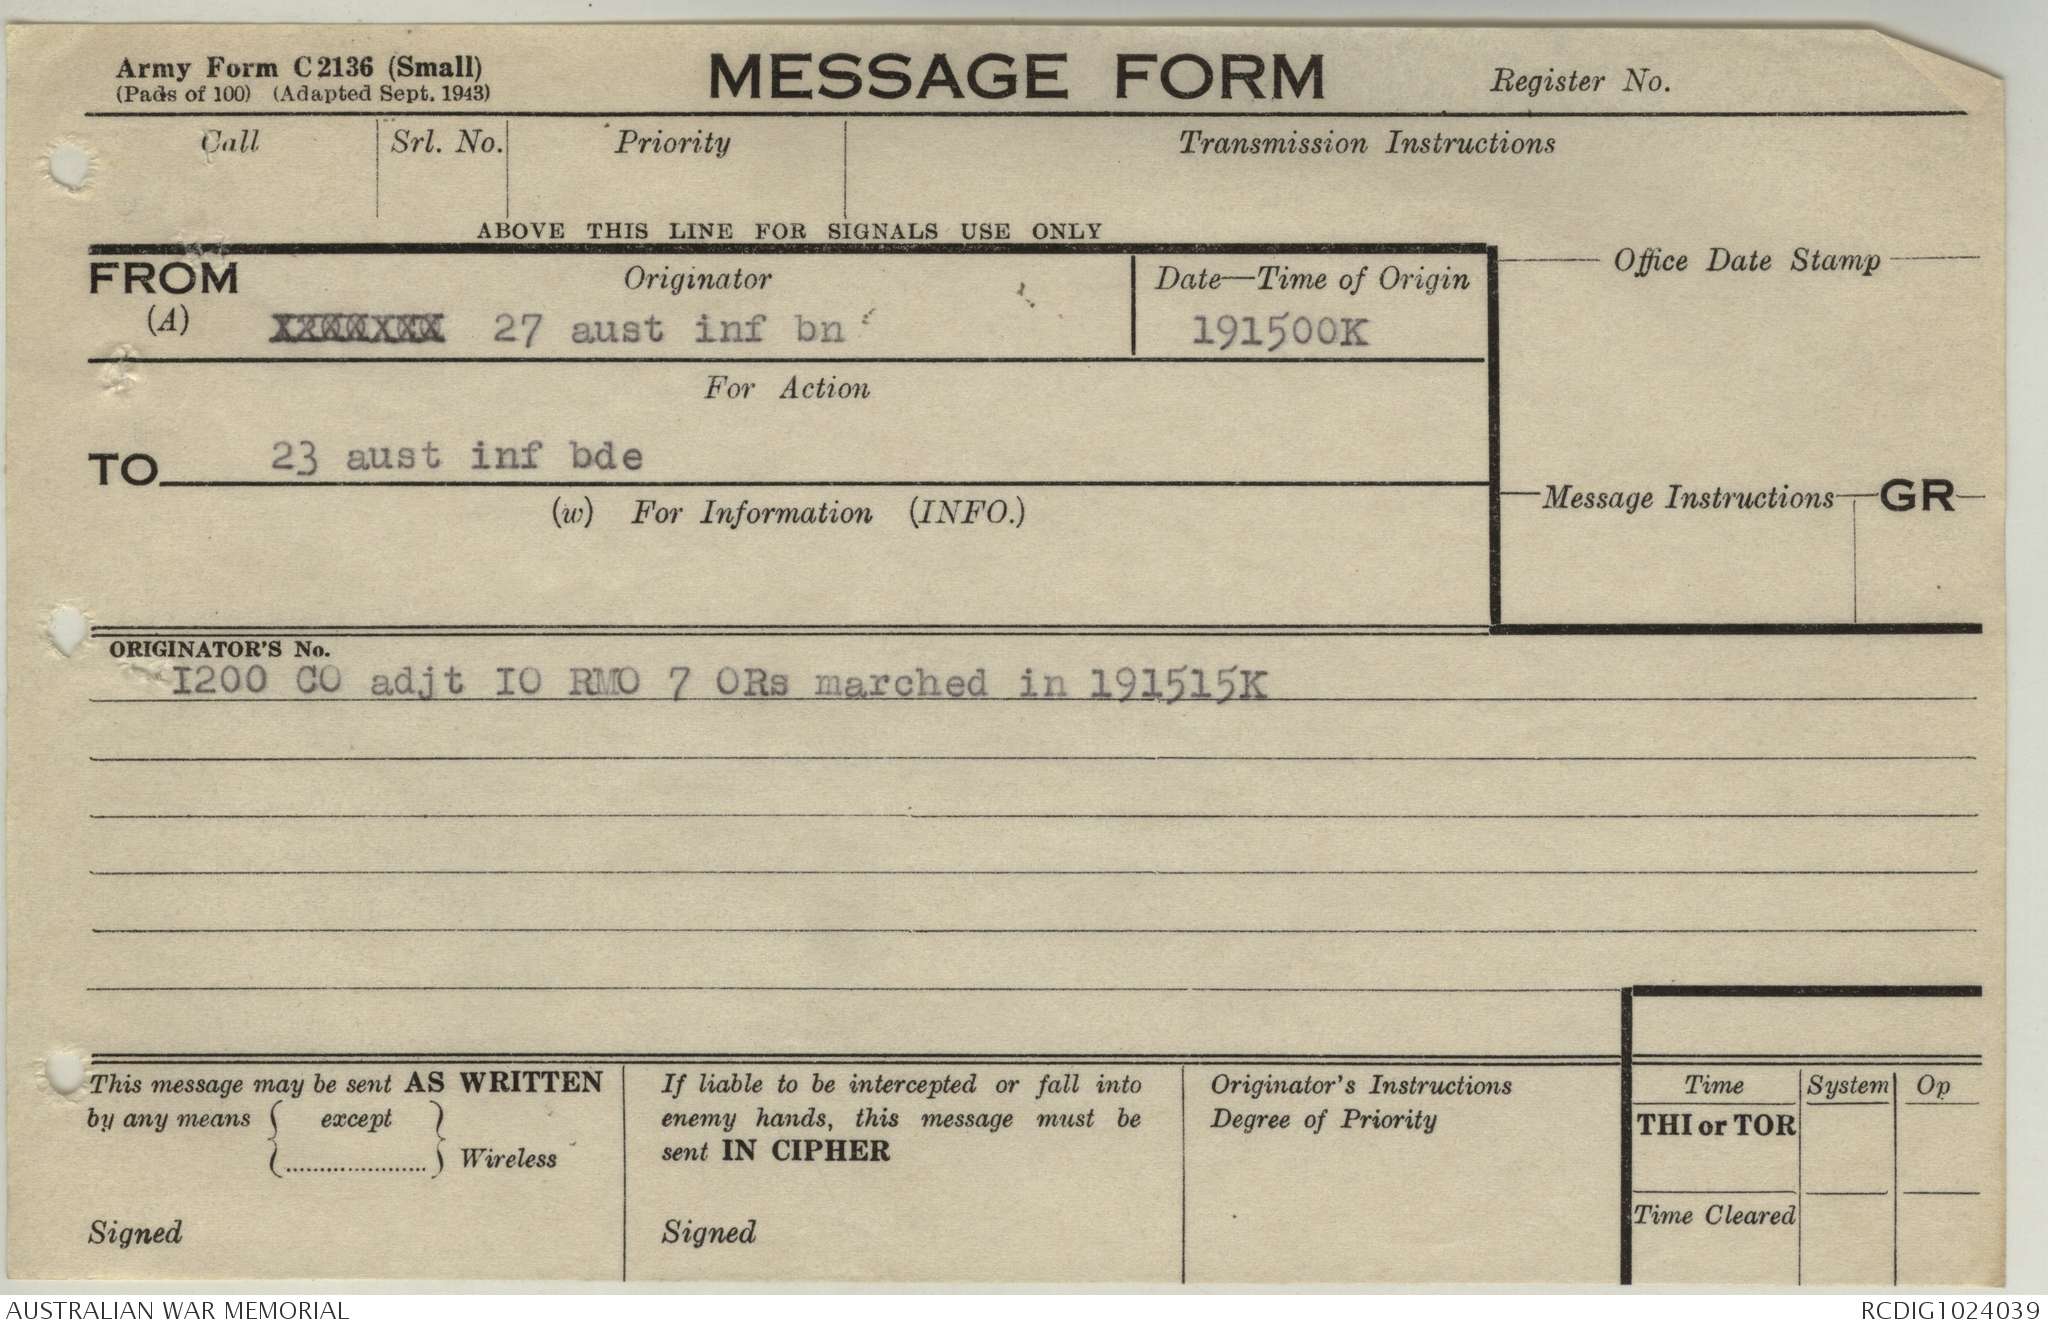 Army Form C 2136 (Small)
(Pads of 100) (Adapted Sept. 1943)
MESSAGE FORM
Register No.
Call
Srl. No.
Priority
Transmission Instructions
ABOVE THIS LINE FOR SIGNALS USE ONLY
FROM
(A)
Originator
27 aust inf bn
Date—Time of Origin
191500K
Office Date Stamp
For Action
TO
23 aust inf bde
(w) For Information (INFO.)
Message Instructions
GR
ORIGINATOR'S No.
I200 CO adjt IO RMO 7 ORs marched in 191515K
This message may be sent AS WRITTEN
by any means { except }
{ ..................... } Wireless
Signed
If liable to be intercepted or fall into
enemy hands, this message must be
sent IN CIPHER
Signed
Originator's Instructions
Degree of Priority
Time
System
Op
THI or TOR
Time Cleared
AUSTRALIAN WAR MEMORIAL
RCDIG1024039